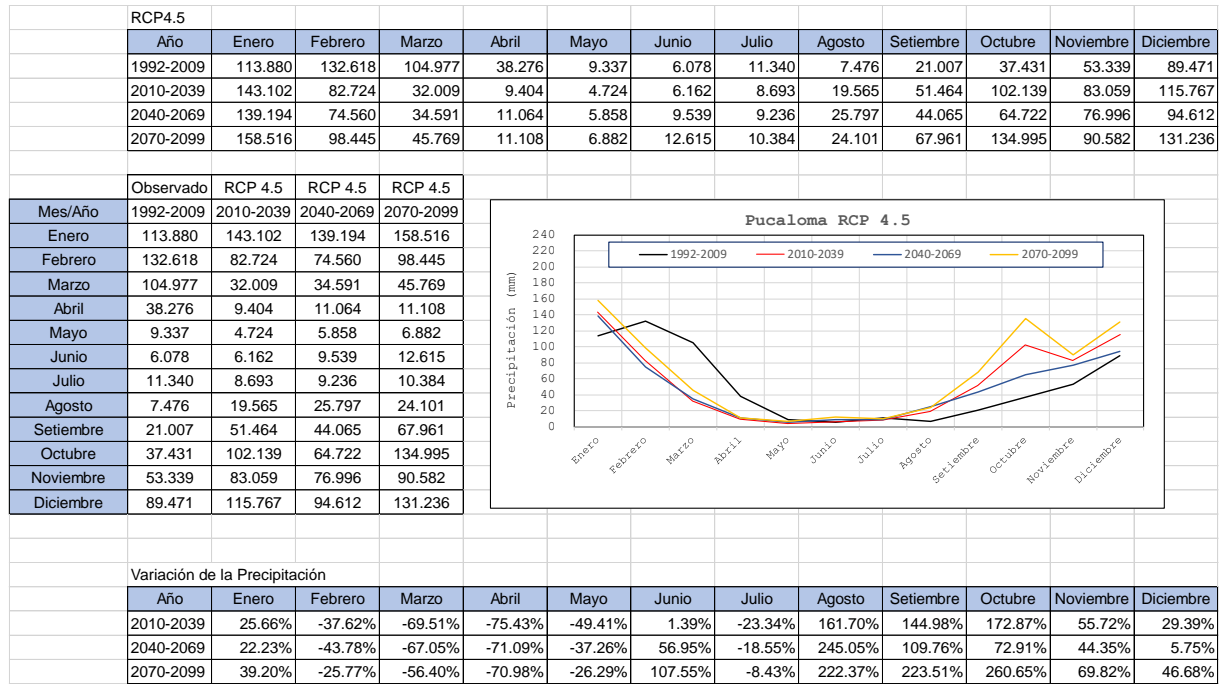 RCP4.5
Año Enero Febrero Marzo Abril Mayo Junio Julio Agosto Setiembre Octubre Noviembre Diciembre
1992-2009 113.880 132.618 104.977 38.276 9.337 6.078 11.340 7.476 21.007 37.431 53.339 89.471
2010-2039 143.102 82.724 32.009 9.404 4.724 6.162 8.693 19.565 51.464 102.139 83.059 115.767
2040-2069 139.194 74.560 34.591 11.064 5.858 9.539 9.236 25.797 44.065 64.722 76.996 94.612
2070-2099 158.516 98.445 45.769 11.108 6.882 12.615 10.384 24.101 67.961 134.995 90.582 131.236
Observado RCP 4.5 RCP 4.5 RCP 4.5
Mes/Año 1992-2009 2010-2039 2040-2069 2070-2099
Enero 113.880 143.102 139.194 158.516
Febrero 132.618 82.724 74.560 98.445
Marzo 104.977 32.009 34.591 45.769
Abril 38.276 9.404 11.064 11.108
Mayo 9.337 4.724 5.858 6.882
Junio 6.078 6.162 9.539 12.615
Julio 11.340 8.693 9.236 10.384
Agosto 7.476 19.565 25.797 24.101
Setiembre 21.007 51.464 44.065 67.961
Octubre 37.431 102.139 64.722 134.995
Noviembre 53.339 83.059 76.996 90.582
Diciembre 89.471 115.767 94.612 131.236
Pucaloma RCP 4.5
1992-2009 2010-2039 2040-2069 2070-2099
Precipitación (mm)
240
220
200
180
160
140
120
100
80
60
40
20
0
Enero Febrero Marzo Abril Mayo Junio Julio Agosto Setiembre Octubre Noviembre Diciembre
Variación de la Precipitación
Año Enero Febrero Marzo Abril Mayo Junio Julio Agosto Setiembre Octubre Noviembre Diciembre
2010-2039 25.66% -37.62% -69.51% -75.43% -49.41% 1.39% -23.34% 161.70% 144.98% 172.87% 55.72% 29.39%
2040-2069 22.23% -43.78% -67.05% -71.09% -37.26% 56.95% -18.55% 245.05% 109.76% 72.91% 44.35% 5.75%
2070-2099 39.20% -25.77% -56.40% -70.98% -26.29% 107.55% -8.43% 222.37% 223.51% 260.65% 69.82% 46.68%